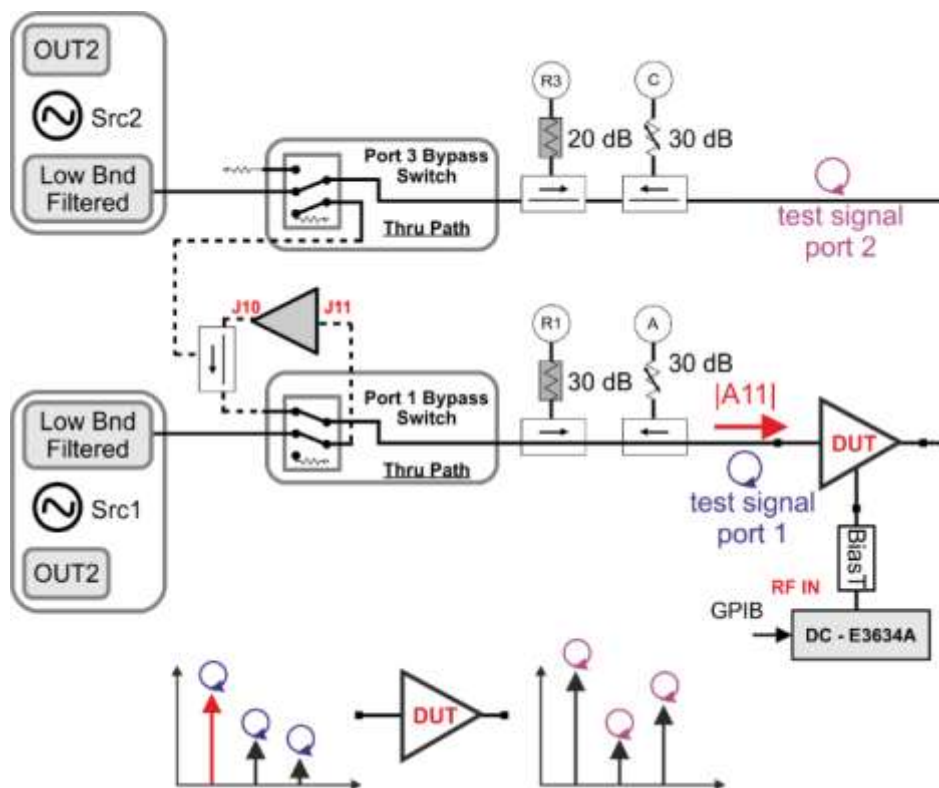 OUT2
Src2
Low Bnd
Filtered
Port 3 Bypass
Switch
Thru Path
R3
20 dB
C
30 dB
test signal
port 2
J10
J11
Low Bnd
Filtered
Src1
OUT2
Port 1 Bypass
Switch
Thru Path
R1
30 dB
A
30 dB
|A11|
DUT
test signal
port 1
BiasT
RF IN
GPIB
DC - E3634A
DUT